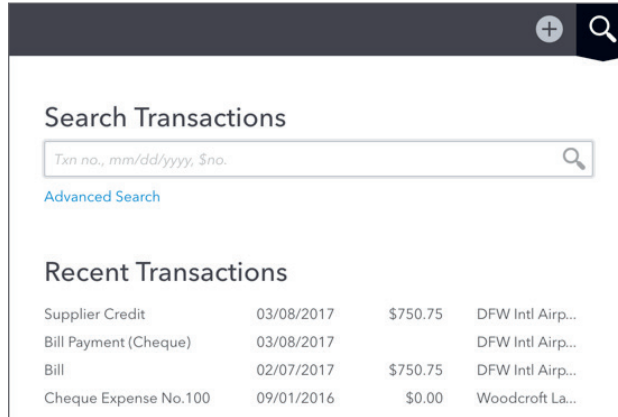 Search Transactions
Txn no., mm/dd/yyyy, $no.
Advanced Search
Recent Transactions
Supplier Credit 03/08/2017 $750.75 DFW Intl Airp...
Bill Payment (Cheque) 03/08/2017 DFW Intl Airp...
Bill 02/07/2017 $750.75 DFW Intl Airp...
Cheque Expense No.100 09/01/2016 $0.00 Woodcroft La...